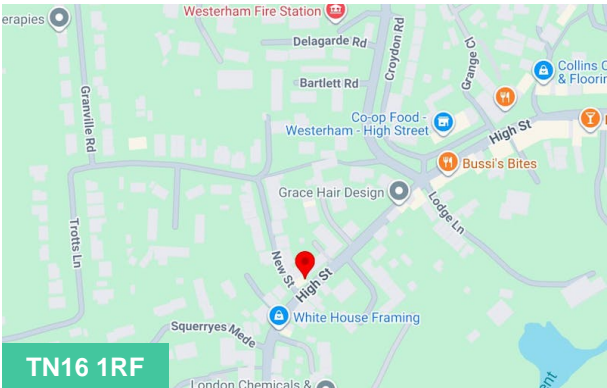 Westerham Fire Station
erapies
Delagarde Rd
Croydon Rd
Grange Cl
Collins C
& Floorin
Bartlett Rd
Granville Rd
Co-op Food -
Westerham - High Street
High St
Bussi's Bites
Grace Hair Design
Lodge Ln
Trotts Ln
New St
High St
White House Framing
Squerryes Mede
TN16 1RF
London Chemicals &
ent